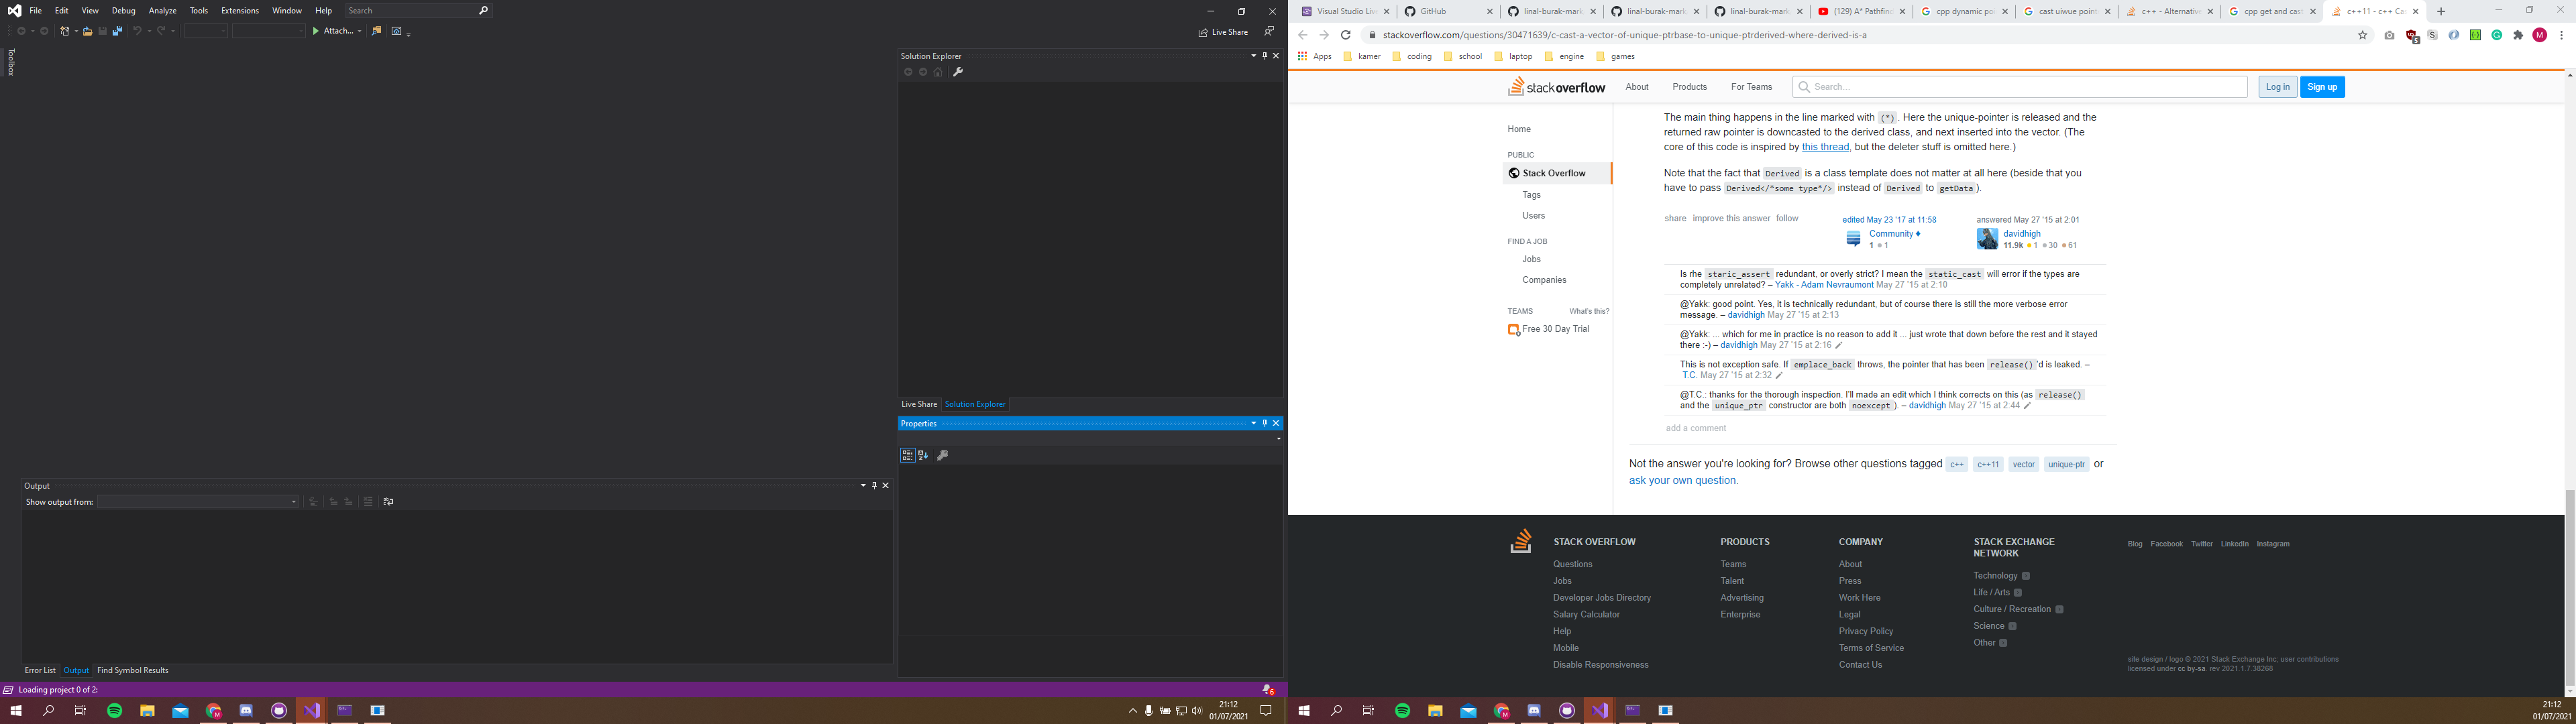 File Edit View Debug Analyze Tools Extensions Window Help Search
Attach...
Live Share
Toolbox
Solution Explorer
Live Share Solution Explorer
Properties
Output
Show output from:
Error List Output Find Symbol Results
Loading project 0 of 2:
6
21:12
01/07/2021
Visual Studio Live
GitHub
linal-burak-mark
linal-burak-mark
linal-burak-mark
(129) A* Pathfind
cpp dynamic poi
cast uiwue point
c++ - Alternative
cpp get and cast
c++11 - c++ Cas
stackoverflow.com/questions/30471639/c-cast-a-vector-of-unique-ptrbase-to-unique-ptrderived-where-derived-is-a
M
Apps kamer coding school laptop engine games
stackoverflow About Products For Teams Search... Log in Sign up
Home
PUBLIC
Stack Overflow
Tags
Users
FIND A JOB
Jobs
Companies
TEAMS What's this?
Free 30 Day Trial
The main thing happens in the line marked with (*). Here the unique-pointer is released and the
returned raw pointer is downcasted to the derived class, and next inserted into the vector. (The
core of this code is inspired by this thread, but the deleter stuff is omitted here.)
Note that the fact that Derived is a class template does not matter at all here (beside that you
have to pass Derived</*some type*/> instead of Derived to getData).
share improve this answer follow
edited May 23 '17 at 11:58
Community ♦
1 ● 1
answered May 27 '15 at 2:01
davidhigh
11.9k ● 1 ● 30 ● 61
Is rhe staric_assert redundant, or overly strict? I mean the static_cast will error if the types are
completely unrelated? – Yakk - Adam Nevraumont May 27 '15 at 2:10
@Yakk: good point. Yes, it is technically redundant, but of course there is still the more verbose error
message. – davidhigh May 27 '15 at 2:13
@Yakk: ... which for me in practice is no reason to add it ... just wrote that down before the rest and it stayed
there :-) – davidhigh May 27 '15 at 2:16
This is not exception safe. If emplace_back throws, the pointer that has been release()'d is leaked. –
T.C. May 27 '15 at 2:32
@T.C.: thanks for the thorough inspection. I'll made an edit which I think corrects on this (as release()
and the unique_ptr constructor are both noexcept). – davidhigh May 27 '15 at 2:44
add a comment
Not the answer you're looking for? Browse other questions tagged c++ c++11 vector unique-ptr or
ask your own question.
STACK OVERFLOW
Questions
Jobs
Developer Jobs Directory
Salary Calculator
Help
Mobile
Disable Responsiveness
PRODUCTS
Teams
Talent
Advertising
Enterprise
COMPANY
About
Press
Work Here
Legal
Privacy Policy
Terms of Service
Contact Us
STACK EXCHANGE
NETWORK
Technology
Life / Arts
Culture / Recreation
Science
Other
Blog Facebook Twitter LinkedIn Instagram
site design / logo © 2021 Stack Exchange Inc; user contributions
licensed under cc by-sa. rev 2021.1.7.38268
21:12
01/07/2021